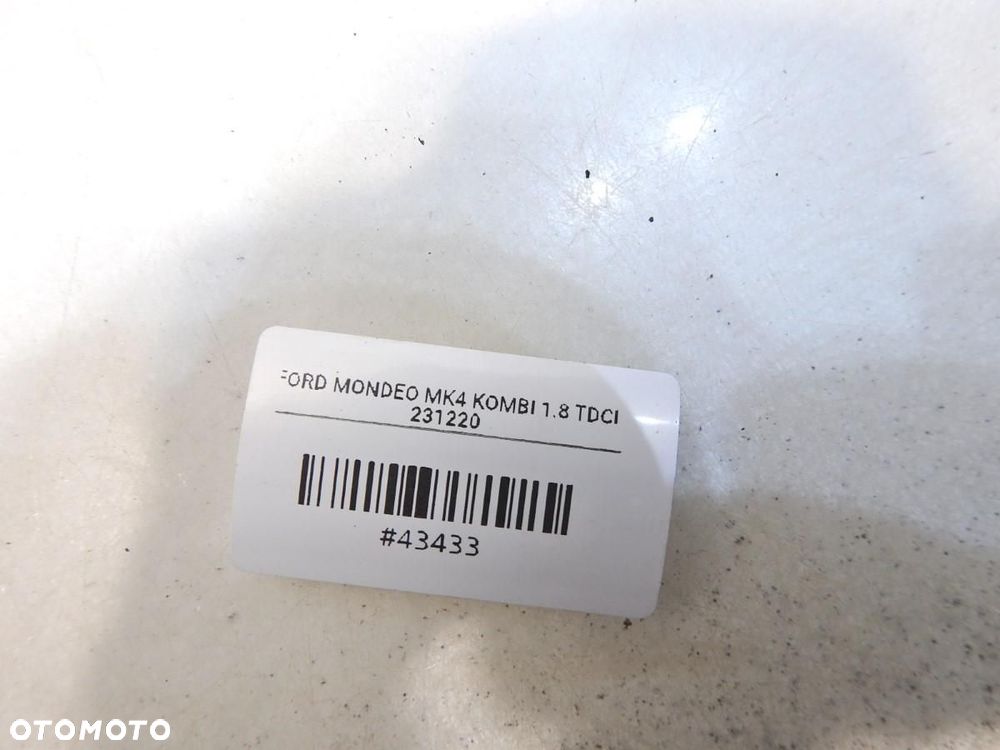 FORD MONDEO MK4 KOMBI 1.8 TDCI
231220
#43433
OTOMOTO